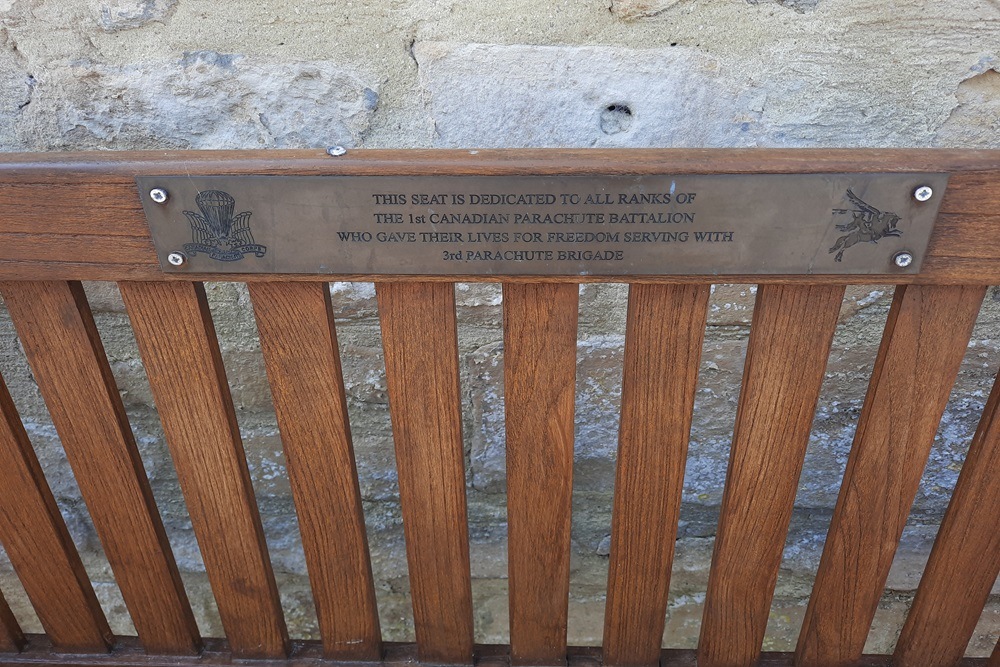 THIS SEAT IS DEDICATED TO ALL RANKS OF
THE 1st CANADIAN PARACHUTE BATTALION
WHO GAVE THEIR LIVES FOR FREEDOM SERVING WITH
3rd PARACHUTE BRIGADE